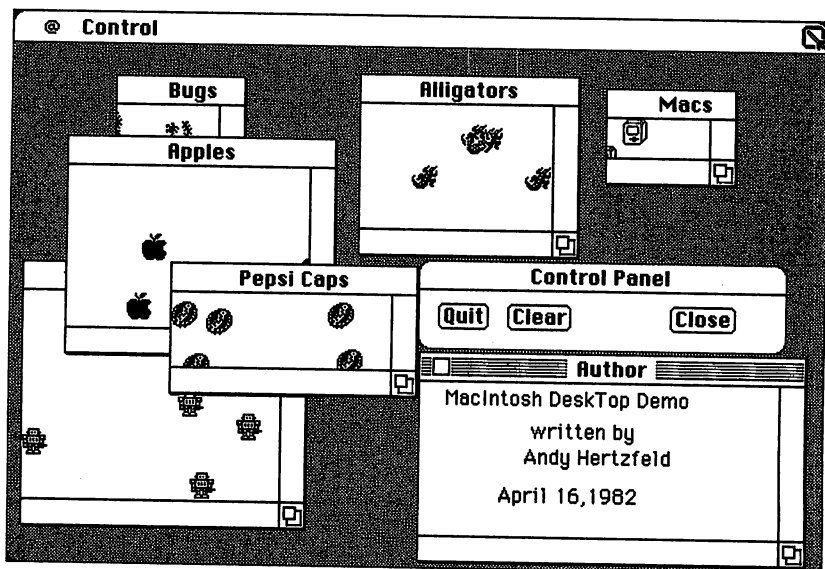 @ Control
Bugs
Alligators
Macs
Apples
Pepsi Caps
Control Panel
Quit Clear Close
Author
MacIntosh DeskTop Demo
written by
Andy Hertzfeld
April 16,1982